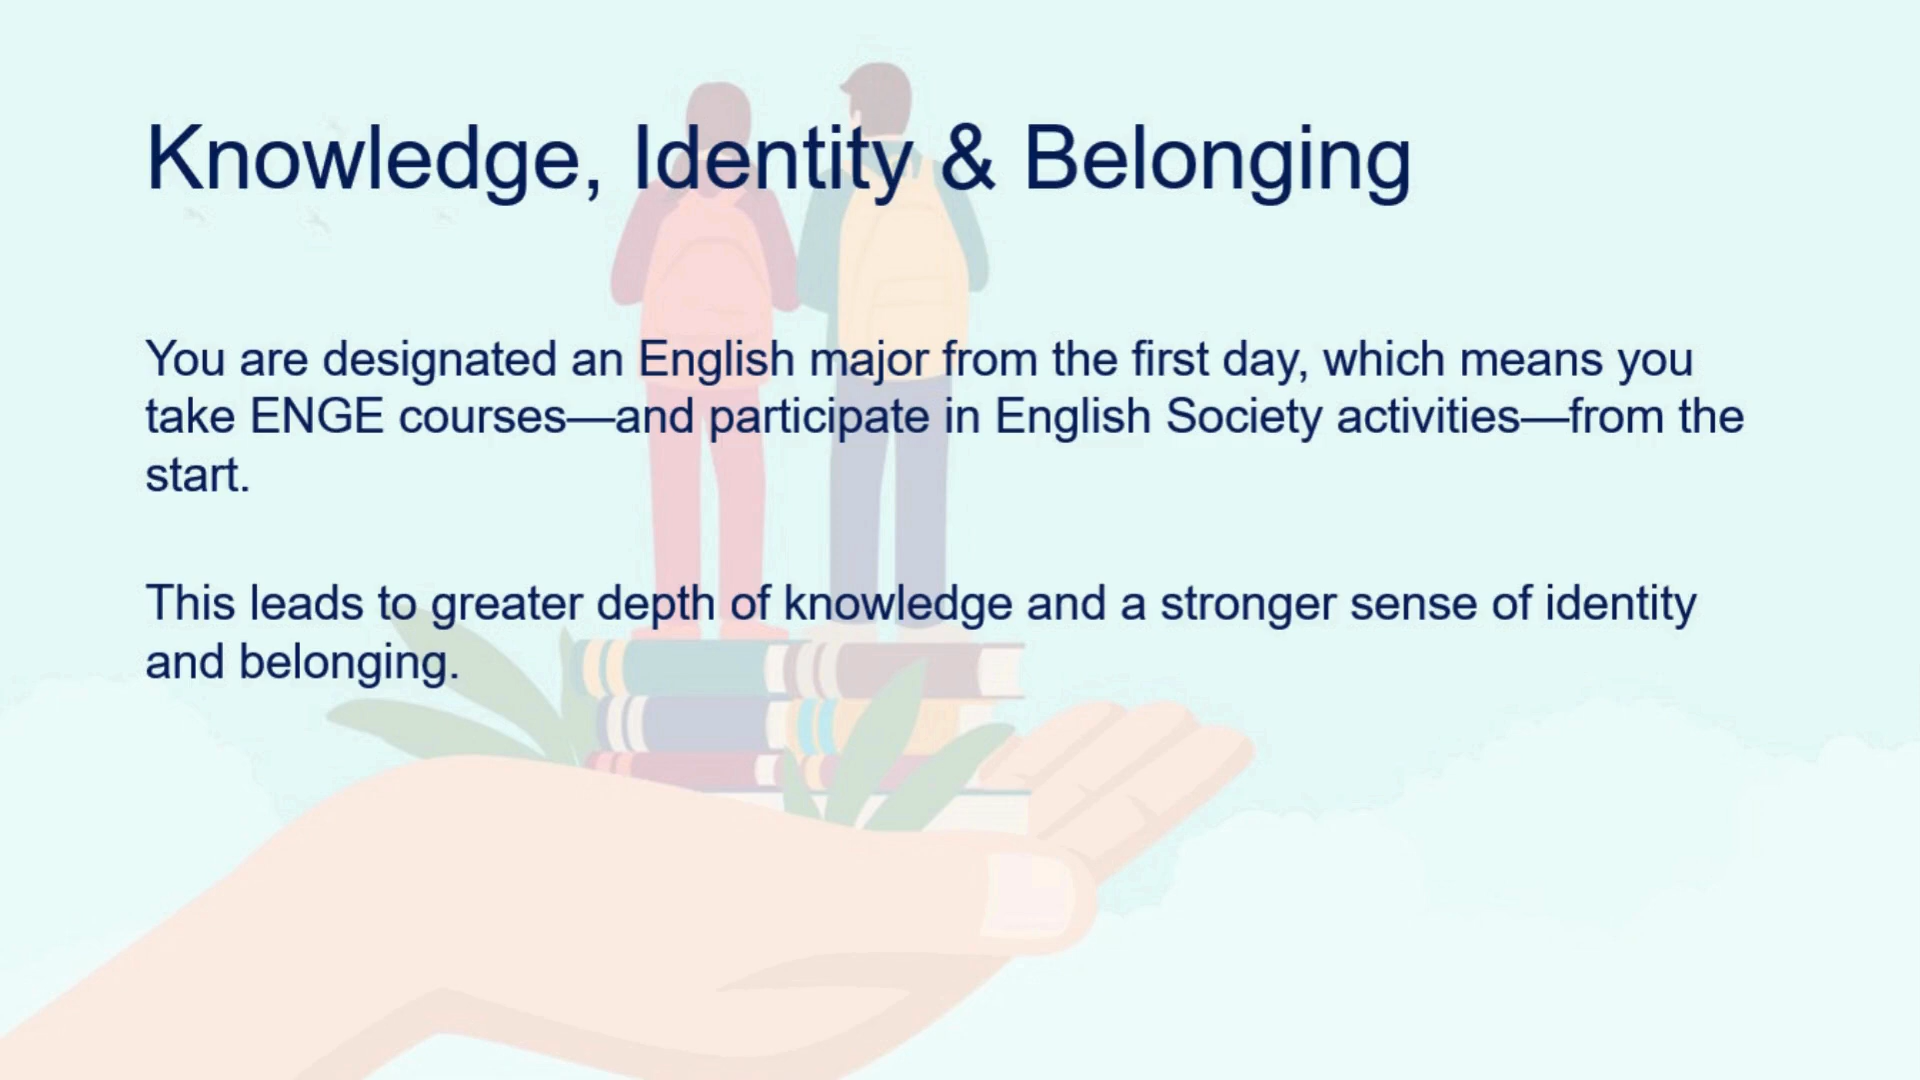 Knowledge, Identity & Belonging
You are designated an English major from the first day, which means you
take ENGE courses—and participate in English Society activities—from the
start.
This leads to greater depth of knowledge and a stronger sense of identity
and belonging.